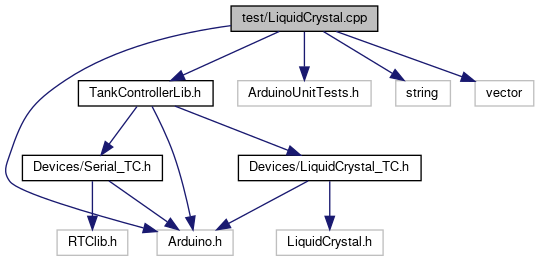 test/LiquidCrystal.cpp
TankControllerLib.h
ArduinoUnitTests.h
string
vector
Devices/Serial_TC.h
Devices/LiquidCrystal_TC.h
RTClib.h
Arduino.h
LiquidCrystal.h